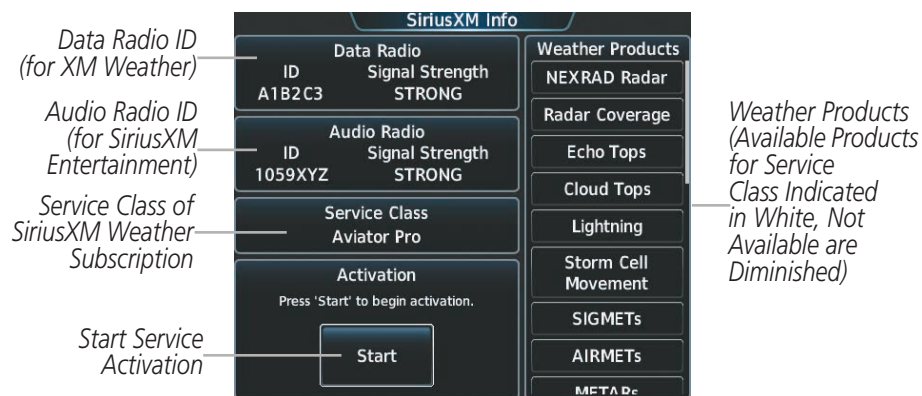 SiriusXM Info
Data Radio ID
(for XM Weather)
Audio Radio ID
(for SiriusXM
Entertainment)
Service Class of
SiriusXM Weather
Subscription
Start Service
Activation
Data Radio
ID Signal Strength
A1B2C3 STRONG
Audio Radio
ID Signal Strength
1059XYZ STRONG
Service Class
Aviator Pro
Activation
Press 'Start' to begin activation.
Start
Weather Products
NEXRAD Radar
Radar Coverage
Echo Tops
Cloud Tops
Lightning
Storm Cell
Movement
SIGMETs
AIRMETs
METARs
Weather Products
(Available Products
for Service
Class Indicated
in White, Not
Available are
Diminished)